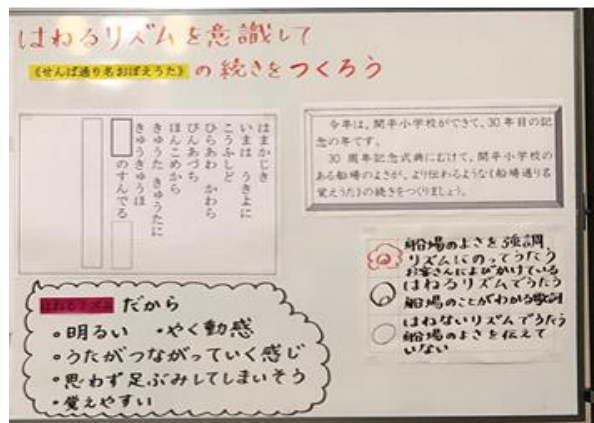 はねるリズムを意識して
《せんば通り名おぼえうた》の続きをつくろう
はまかじき
いまは うきよに
こうふしど
ひらあわ かわら
びんあづち
ほんこめから
きゅうた きゅうたに
きゅうきゅうほ
のすんでる
今年は、開平小学校ができて、30年目の記
念の年です。
30周年記念式典にむけて、開平小学校の
ある船場のよさが、より伝わるような《船場通り名
覚えうた》の続きをつくりましょう。
船場のよさを強調
リズムにのってうたう
お客さんによびかけている
はねるリズムでうたう
船場のことがわかる歌詞
はねないリズムでうたう
船場のよさを伝えて
いない
はねるリズムだから
・明るい ・やく動感
・うたがつながっていく感じ
・思わず足ぶみしてしまいそう
・覚えやすい